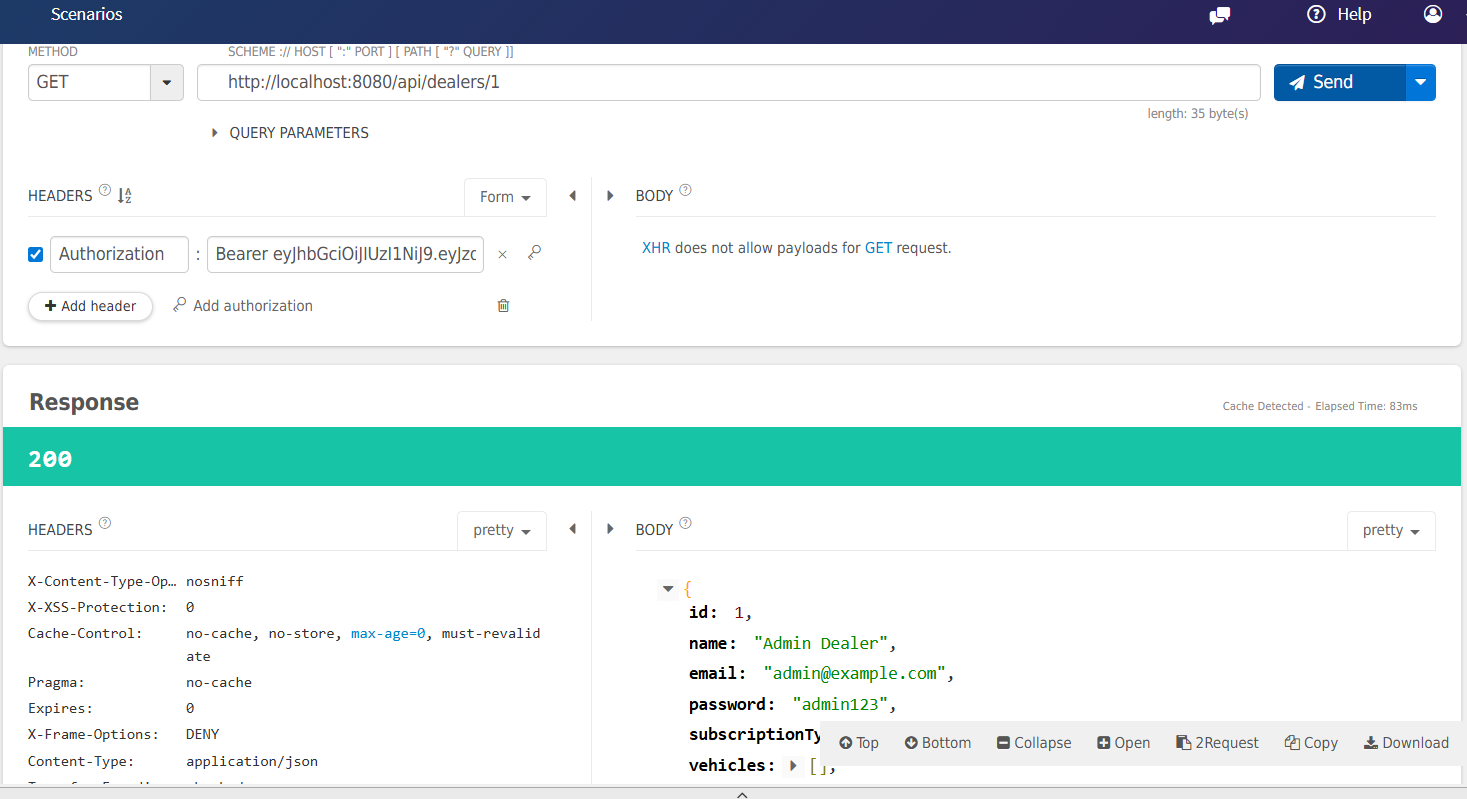 Scenarios
Help
METHOD
SCHEME :// HOST [ ":" PORT ] [ PATH [ "?" QUERY ]]
GET
http://localhost:8080/api/dealers/1
Send
length: 35 byte(s)
QUERY PARAMETERS
HEADERS ?
Form
BODY ?
Authorization : Bearer eyJhbGciOiJIUzI1NiJ9.eyJzc
XHR does not allow payloads for GET request.
Add header
Add authorization
Response
Cache Detected - Elapsed Time: 83ms
200
HEADERS ?
pretty
BODY ?
pretty
X-Content-Type-Op… nosniff
X-XSS-Protection: 0
Cache-Control: no-cache, no-store, max-age=0, must-revalid
ate
Pragma: no-cache
Expires: 0
X-Frame-Options: DENY
Content-Type: application/json
{
id: 1,
name: "Admin Dealer",
email: "admin@example.com",
password: "admin123",
subscriptionTy
vehicles: [],
Top
Bottom
Collapse
Open
2Request
Copy
Download